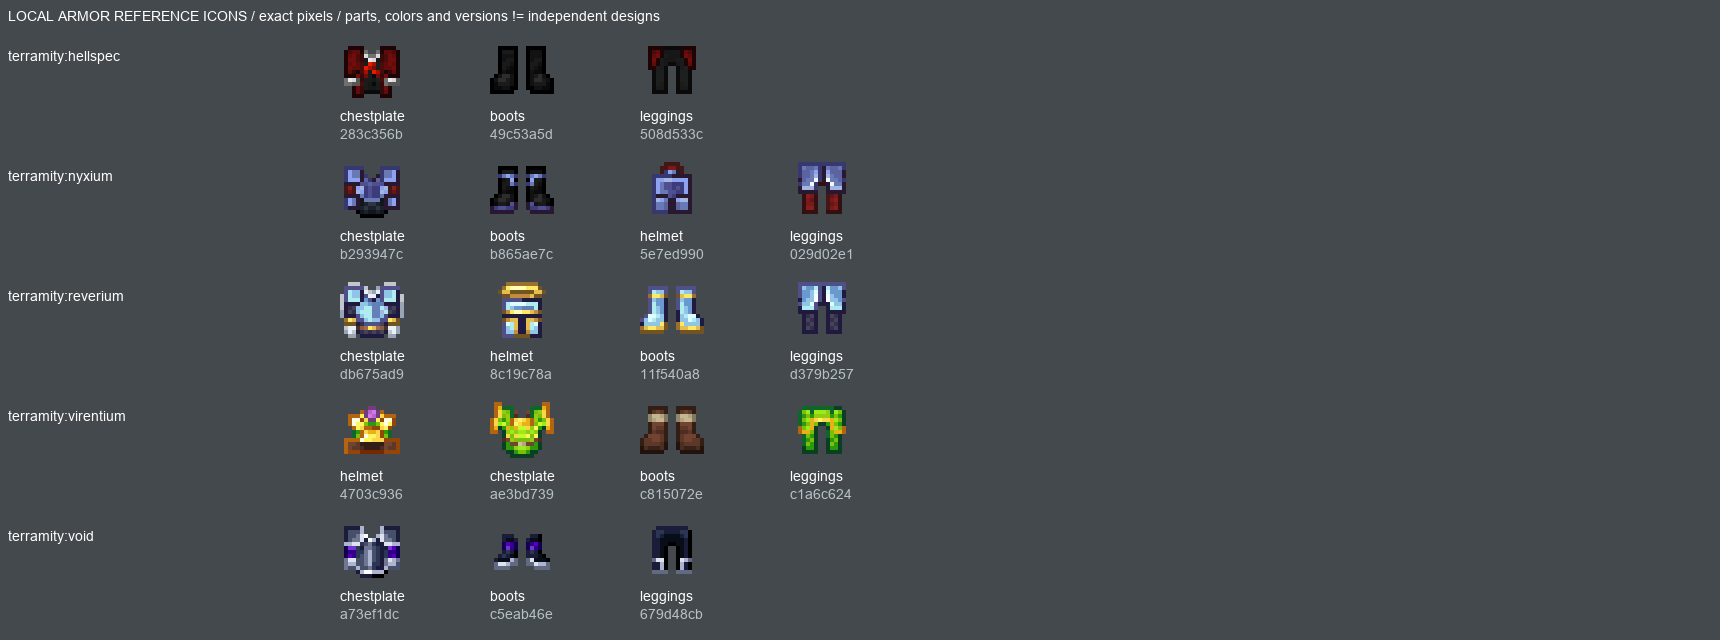 LOCAL ARMOR REFERENCE ICONS / exact pixels / parts, colors and versions != independent designs
terramity:hellspec
chestplate boots leggings
283c356b 49c53a5d 508d533c
terramity:nyxium
chestplate boots helmet leggings
b293947c b865ae7c 5e7ed990 029d02e1
terramity:reverium
chestplate helmet boots leggings
db675ad9 8c19c78a 11f540a8 d379b257
terramity:virentium
helmet chestplate boots leggings
4703c936 ae3bd739 c815072e c1a6c624
terramity:void
chestplate boots leggings
a73ef1dc c5eab46e 679d48cb